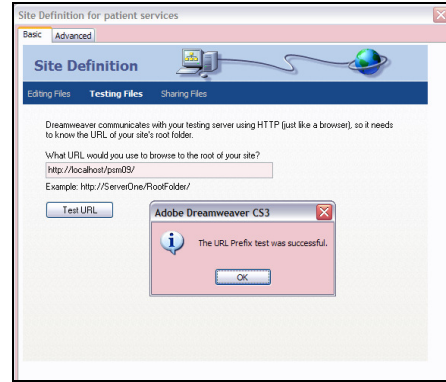 Site Definition for patient services
Basic Advanced
Site Definition
Editing Files Testing Files Sharing Files
Dreamweaver communicates with your testing server using HTTP (just like a browser), so it needs
to know the URL of your site's root folder.
What URL would you use to browse to the root of your site?
http://localhost/psm09/
Example: http://ServerOne/RootFolder/
Test URL
Adobe Dreamweaver CS3
The URL Prefix test was successful.
OK